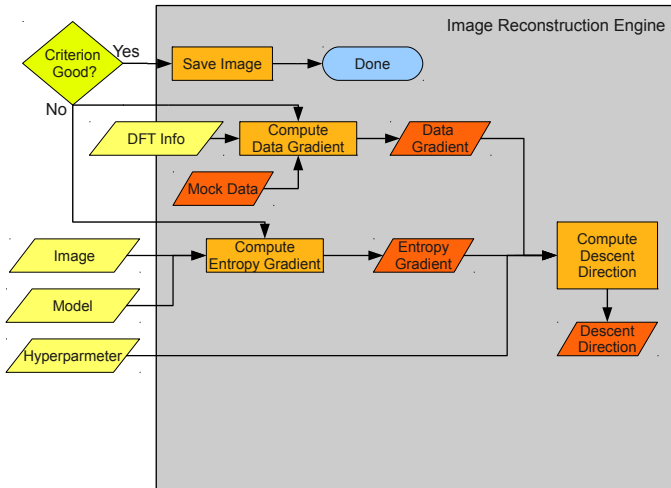 Image Reconstruction Engine
Criterion
Good?
Yes
Save Image
Done
No
DFT Info
Compute
Data Gradient
Data
Gradient
Mock Data
Image
Compute
Entropy Gradient
Entropy
Gradient
Compute
Descent
Direction
Model
Hyperparmeter
Descent
Direction